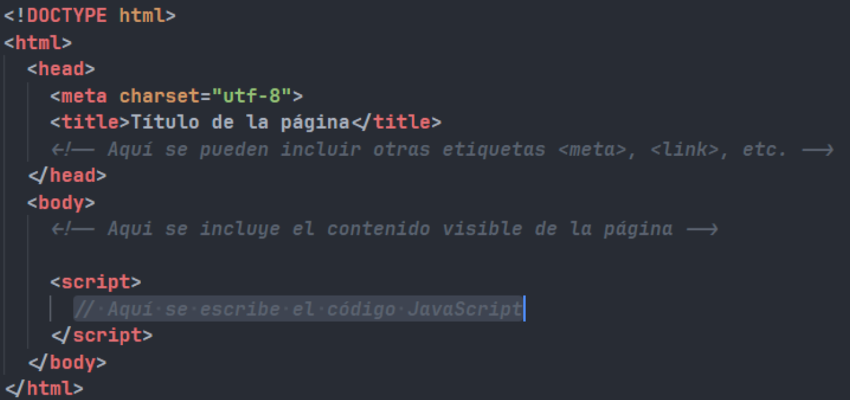 <!DOCTYPE html>
<html>
<head>
<meta charset="utf-8">
<title>Título de la página</title>
<!-- Aquí se pueden incluir otras etiquetas <meta>, <link>, etc. -->
</head>
<body>
<!-- Aqui se incluye el contenido visible de la página -->
<script>
// Aquí se escribe el código JavaScript
</script>
</body>
</html>